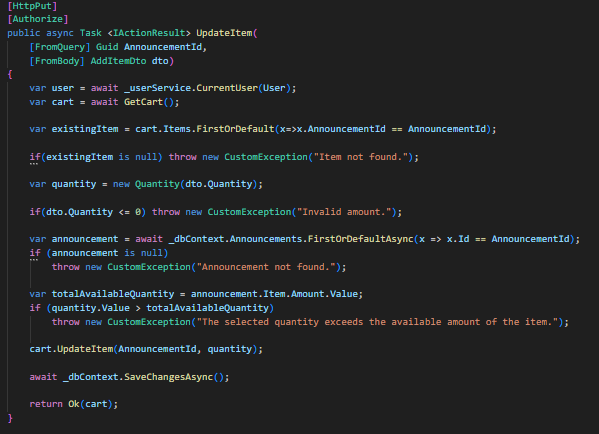 [HttpPut]
[Authorize]
public async Task <IActionResult> UpdateItem(
[FromQuery] Guid AnnouncementId,
[FromBody] AddItemDto dto)
{
var user = await _userService.CurrentUser(User);
var cart = await GetCart();
var existingItem = cart.Items.FirstOrDefault(x=>x.AnnouncementId == AnnouncementId);
if(existingItem is null) throw new CustomException("Item not found.");
var quantity = new Quantity(dto.Quantity);
if(dto.Quantity <= 0) throw new CustomException("Invalid amount.");
var announcement = await _dbContext.Announcements.FirstOrDefaultAsync(x => x.Id == AnnouncementId);
if (announcement is null)
throw new CustomException("Announcement not found.");
var totalAvailableQuantity = announcement.Item.Amount.Value;
if (quantity.Value > totalAvailableQuantity)
throw new CustomException("The selected quantity exceeds the available amount of the item.");
cart.UpdateItem(AnnouncementId, quantity);
await _dbContext.SaveChangesAsync();
return Ok(cart);
}